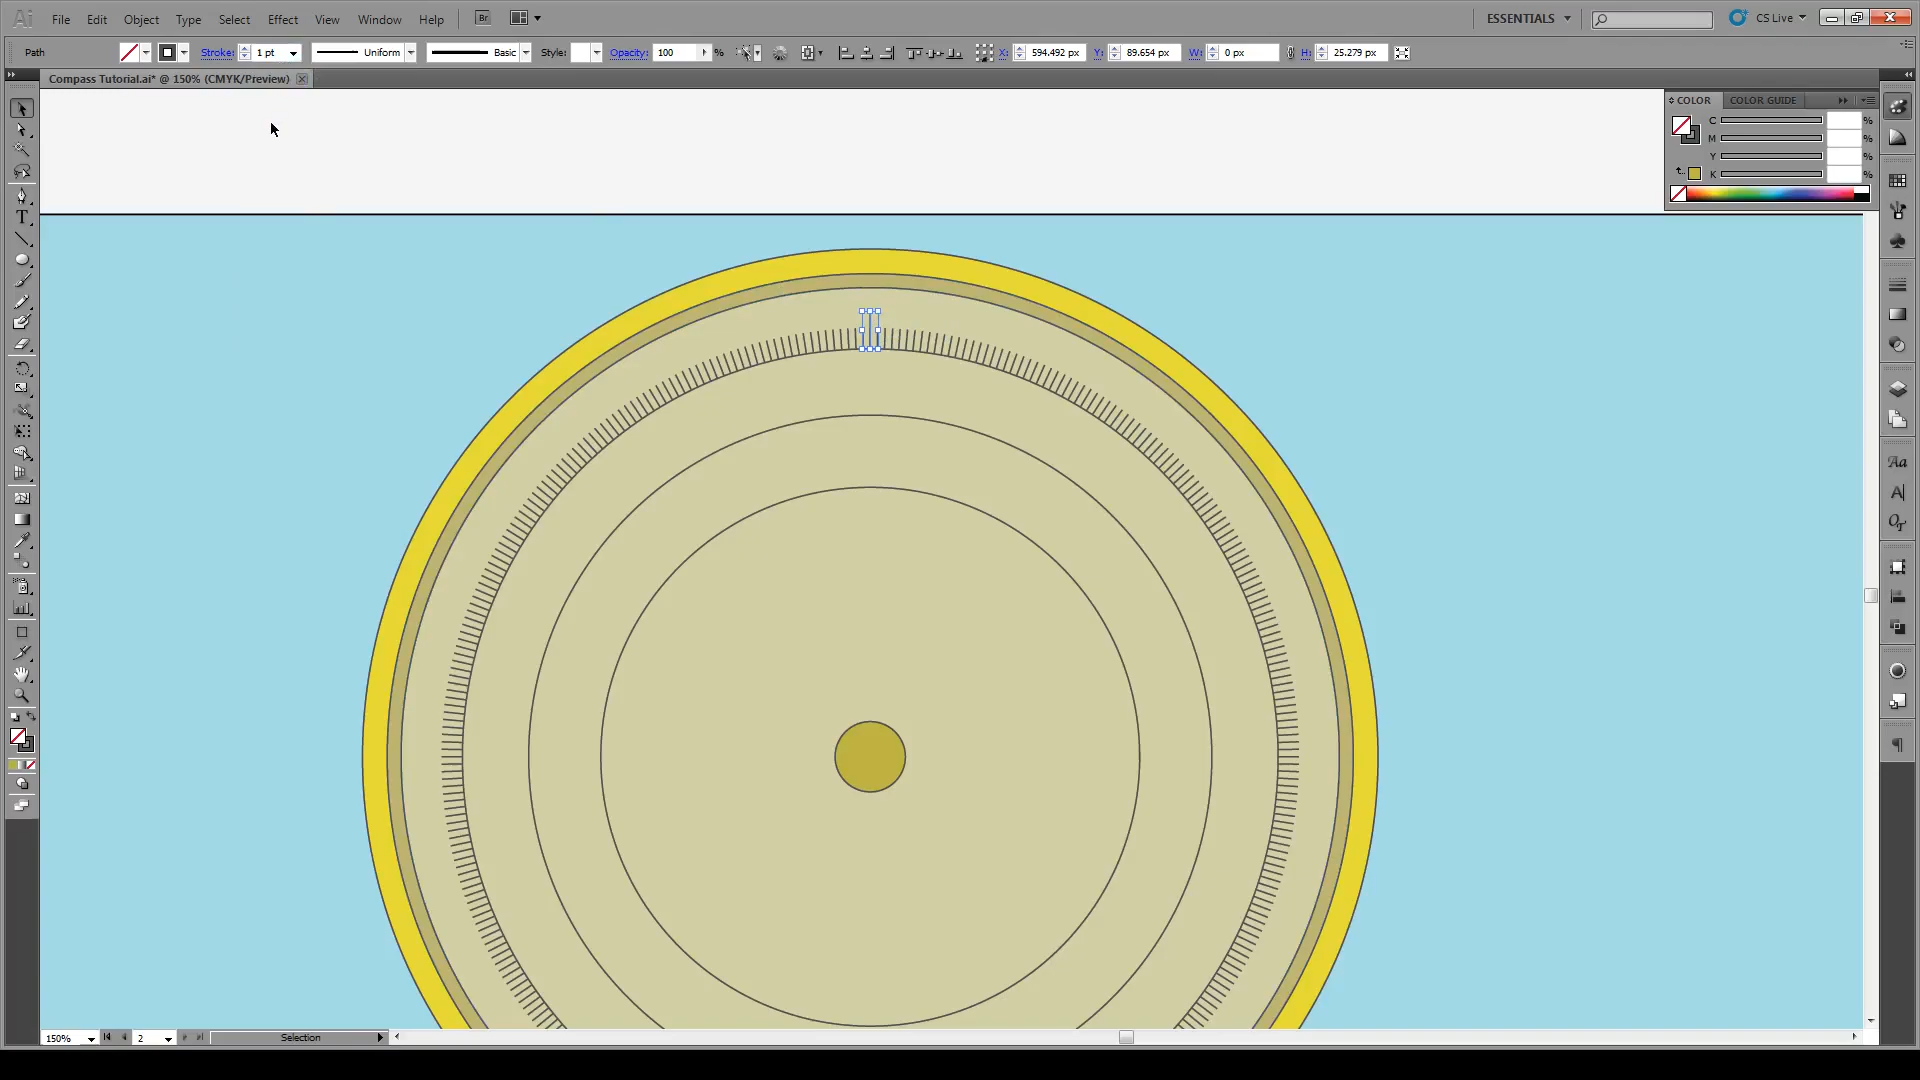 Ai File Edit Object Type Select Effect View Window Help Br ESSENTIALS CS Live
Path Stroke: 1 pt Uniform Basic Style: Opacity: 100 % X: 594.492 px Y: 89.654 px W: 0 px H: 25.279 px
Compass Tutorial.ai* @ 150% (CMYK/Preview)
COLOR COLOR GUIDE
C %
M %
Y %
K %
T
Aa
A
150% 2 Selection